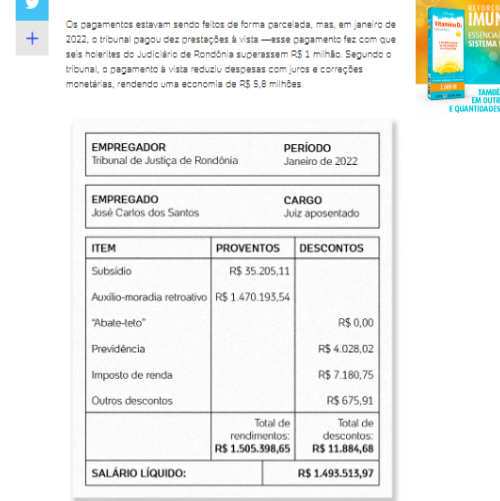 Os pagamentos estavam sendo feitos de forma parcelada, mas, em janeiro de
2022, o tribunal pagou dez prestações à vista —esse pagamento fez com que
seis holerites do Judiciário de Rondônia superassem R$ 1 milhão. Segundo o
tribunal, o pagamento à vista reduziu despesas com juros e correções
monetárias, rendendo uma economia de R$ 5,8 milhões.
REFORÇO
IMUN
ESSENCIA
SISTEMA
Vitamina D
2.000 UI
TAMBÉ
EM OUTR
E QUANTIDADES
EMPREGADOR PERÍODO
Tribunal de Justiça de Rondônia Janeiro de 2022
EMPREGADO CARGO
José Carlos dos Santos Juiz aposentado
ITEM PROVENTOS DESCONTOS
Subsídio R$ 35.205,11
Auxílio-moradia retroativo R$ 1.470.193,54
"Abate-teto" R$ 0,00
Previdência R$ 4.028,02
Imposto de renda R$ 7.180,75
Outros descontos R$ 675,91
Total de Total de
rendimentos: descontos:
R$ 1.505.398,65 R$ 11.884,68
SALÁRIO LÍQUIDO: R$ 1.493.513,97